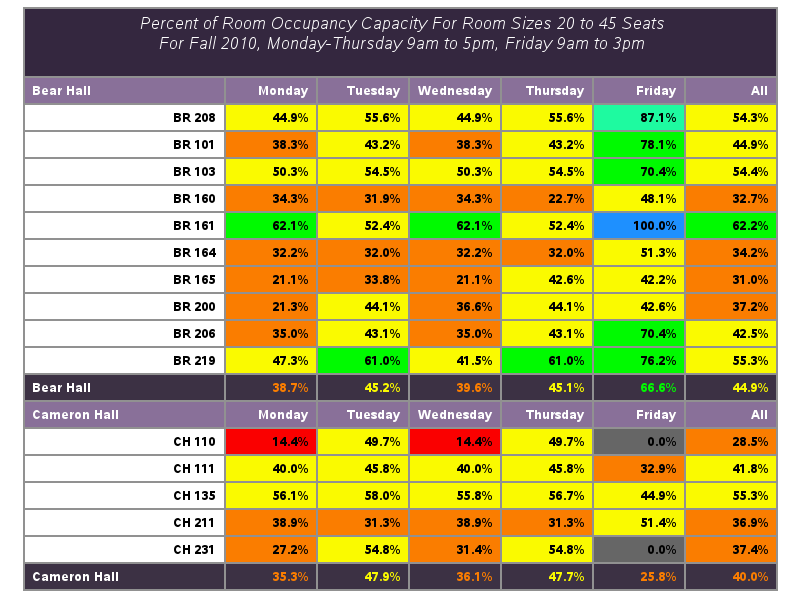 Percent of Room Occupancy Capacity For Room Sizes 20 to 45 Seats
For Fall 2010, Monday-Thursday 9am to 5pm, Friday 9am to 3pm
Bear Hall Monday Tuesday Wednesday Thursday Friday All
BR 208 44.9% 55.6% 44.9% 55.6% 87.1% 54.3%
BR 101 38.3% 43.2% 38.3% 43.2% 78.1% 44.9%
BR 103 50.3% 54.5% 50.3% 54.5% 70.4% 54.4%
BR 160 34.3% 31.9% 34.3% 22.7% 48.1% 32.7%
BR 161 62.1% 52.4% 62.1% 52.4% 100.0% 62.2%
BR 164 32.2% 32.0% 32.2% 32.0% 51.3% 34.2%
BR 165 21.1% 33.8% 21.1% 42.6% 42.2% 31.0%
BR 200 21.3% 44.1% 36.6% 44.1% 42.6% 37.2%
BR 206 35.0% 43.1% 35.0% 43.1% 70.4% 42.5%
BR 219 47.3% 61.0% 41.5% 61.0% 76.2% 55.3%
Bear Hall 38.7% 45.2% 39.6% 45.1% 66.6% 44.9%
Cameron Hall Monday Tuesday Wednesday Thursday Friday All
CH 110 14.4% 49.7% 14.4% 49.7% 0.0% 28.5%
CH 111 40.0% 45.8% 40.0% 45.8% 32.9% 41.8%
CH 135 56.1% 58.0% 55.8% 56.7% 44.9% 55.3%
CH 211 38.9% 31.3% 38.9% 31.3% 51.4% 36.9%
CH 231 27.2% 54.8% 31.4% 54.8% 0.0% 37.4%
Cameron Hall 35.3% 47.9% 36.1% 47.7% 25.8% 40.0%